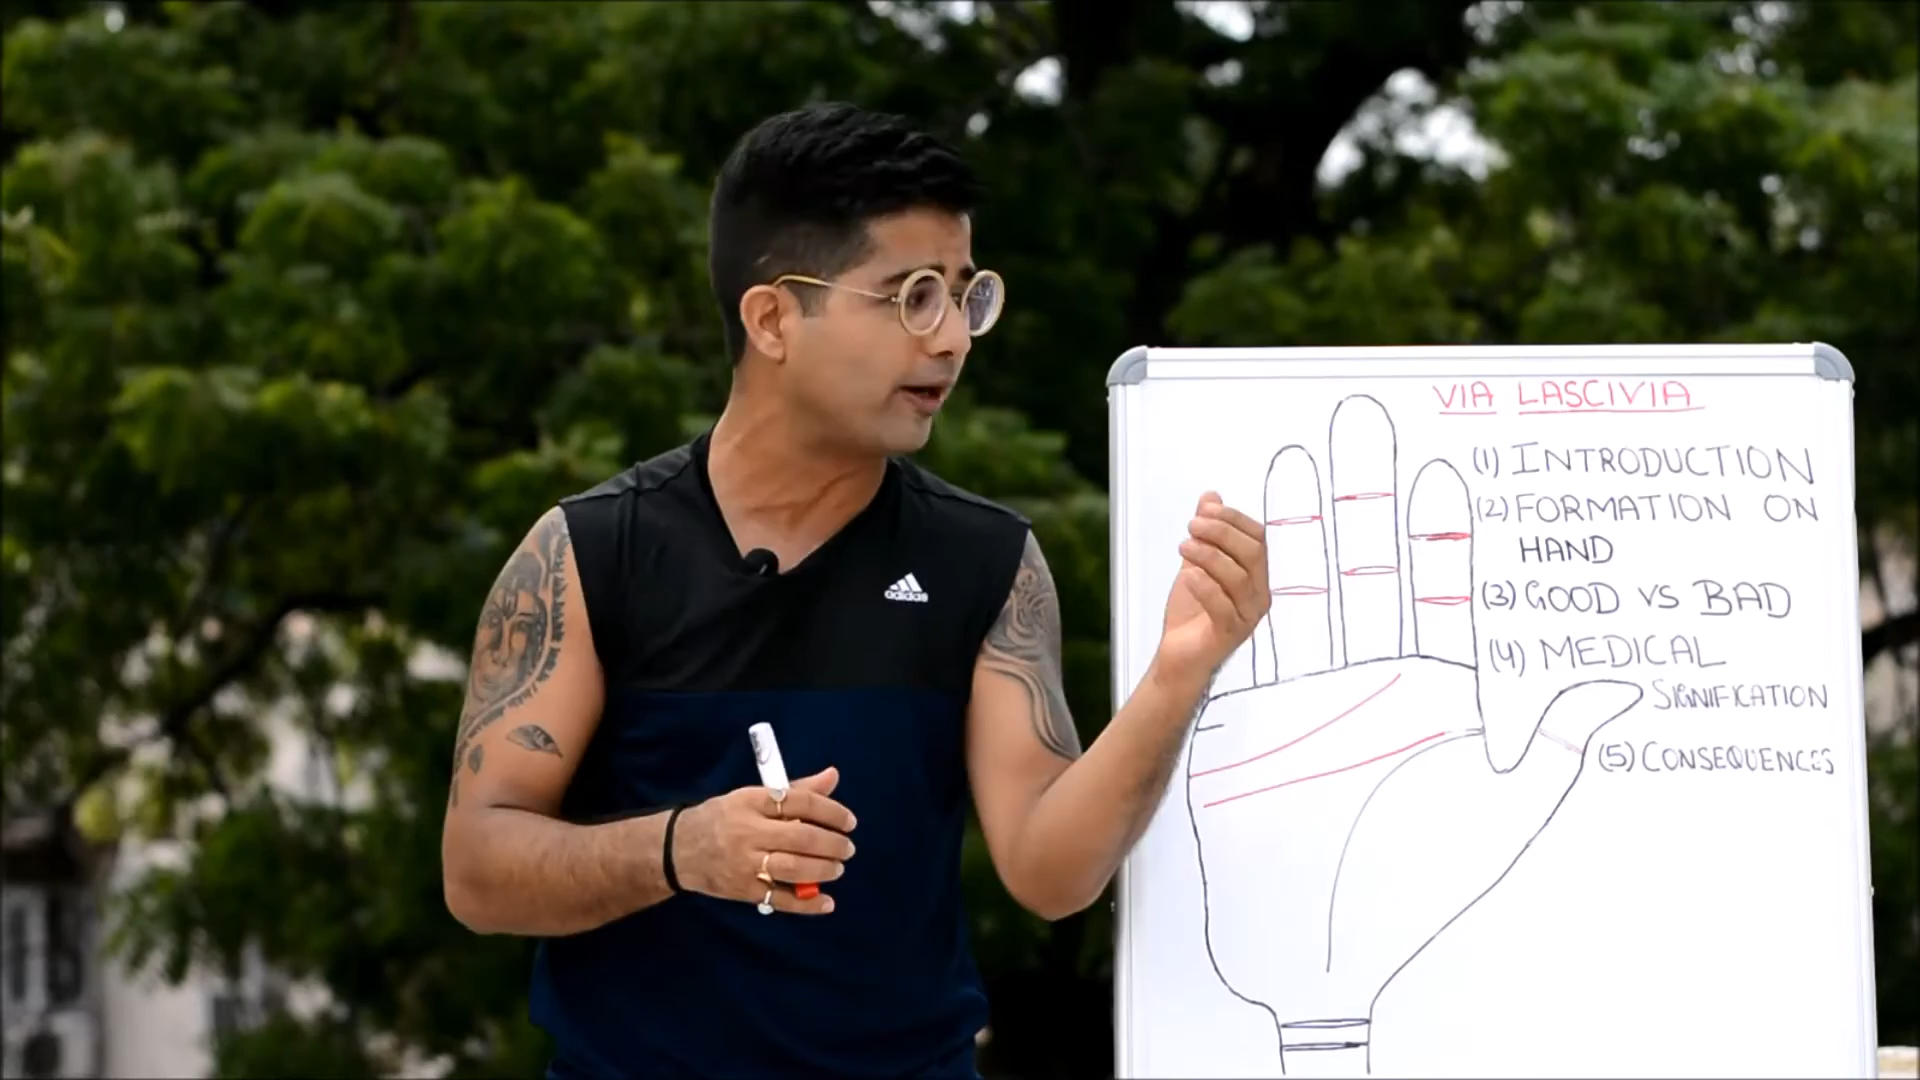 VIA LASCIVIA
(1) INTRODUCTION
(2) FORMATION ON
HAND
(3) GOOD VS BAD
(4) MEDICAL
SIGNIFICATION
(5) CONSEQUENCES
adidas